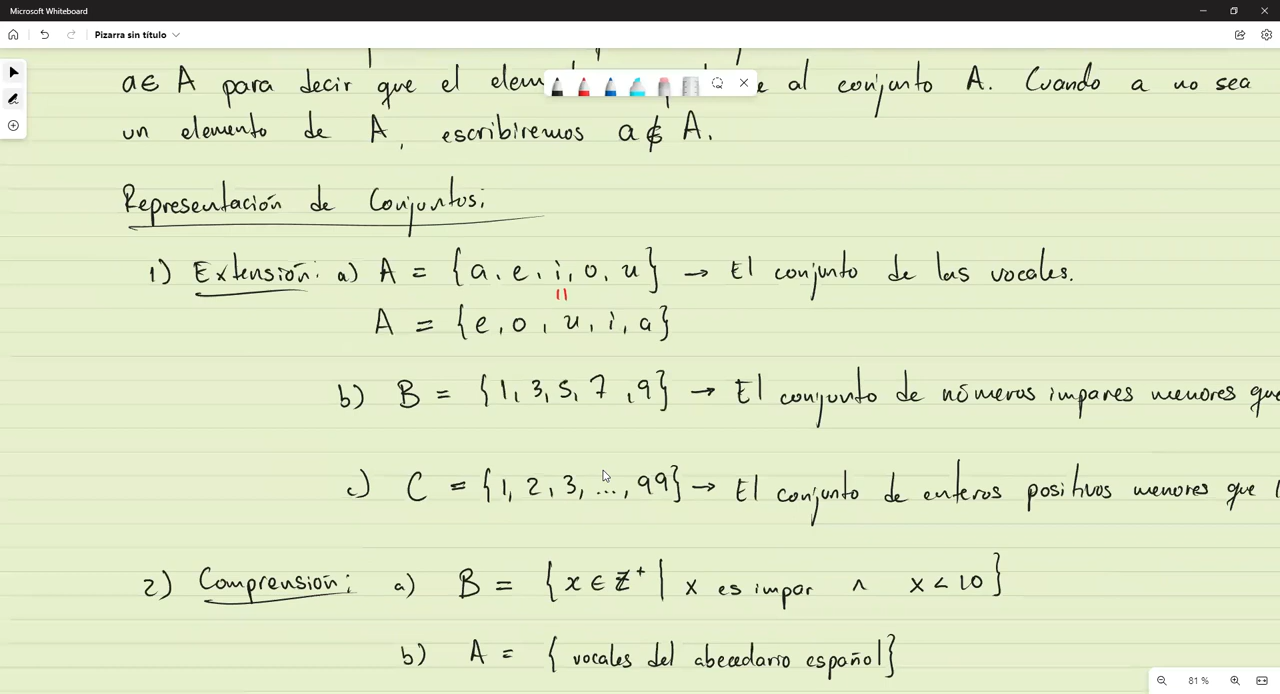 Microsoft Whiteboard
Pizarra sin título
a ∈ A para decir que el al conjunto A. Cuando a no sea
un elemento de A, escribiremos a ∉ A.
Representación de Conjuntos:
1) Extensión: a) A = {a, e, i, o, u} → El conjunto de las vocales.
A = {e, o, u, i, a}
b) B = {1, 3, 5, 7, 9} → El conjunto de números impares menores que
c) C = {1, 2, 3, ..., 99} → El conjunto de enteros positivos menores que
2) Comprensión: a) B = {x ∈ Z⁺ | x es impar ∧ x < 10}
b) A = { vocales del abecedario español}
81 %